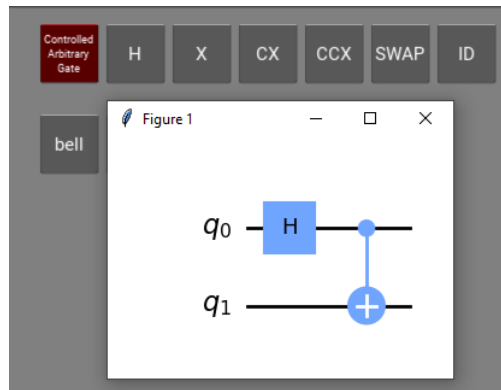 Controlled
Arbitrary
Gate
H
X
CX
CCX
SWAP
ID
bell
Figure 1
q0
H
q1